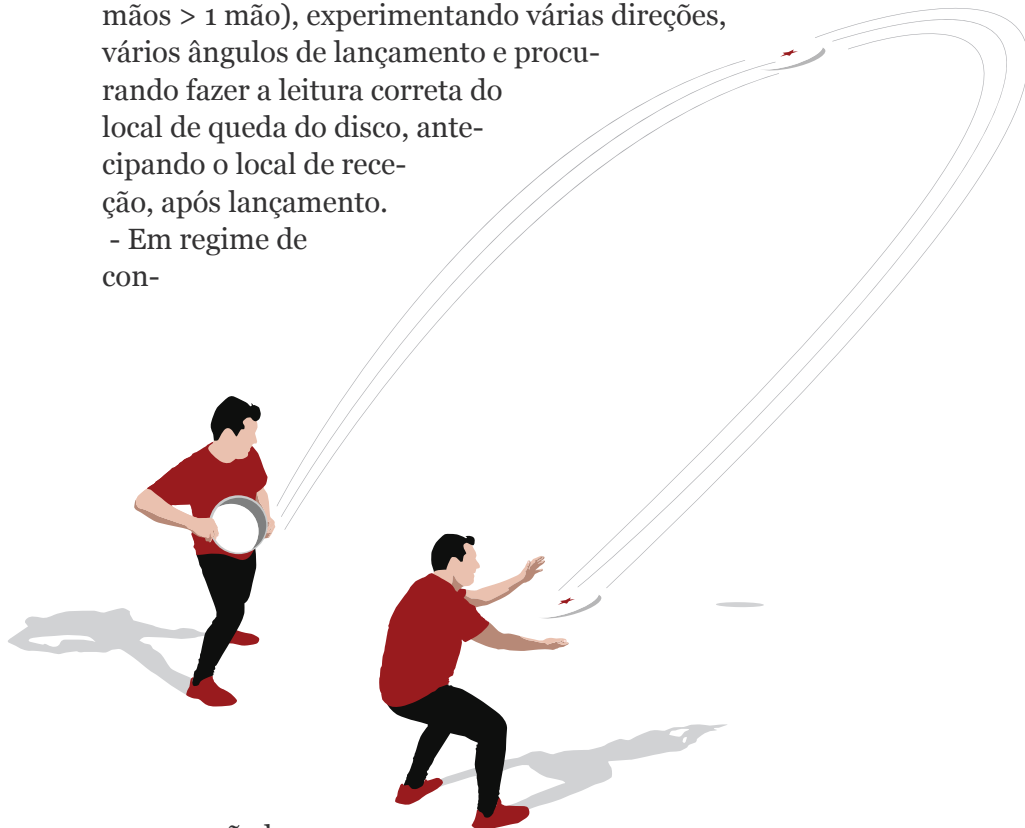 mãos > 1 mão), experimentando várias direções,
vários ângulos de lançamento e procu-
rando fazer a leitura correta do
local de queda do disco, ante-
cipando o local de rece-
ção, após lançamento.
- Em regime de
con-